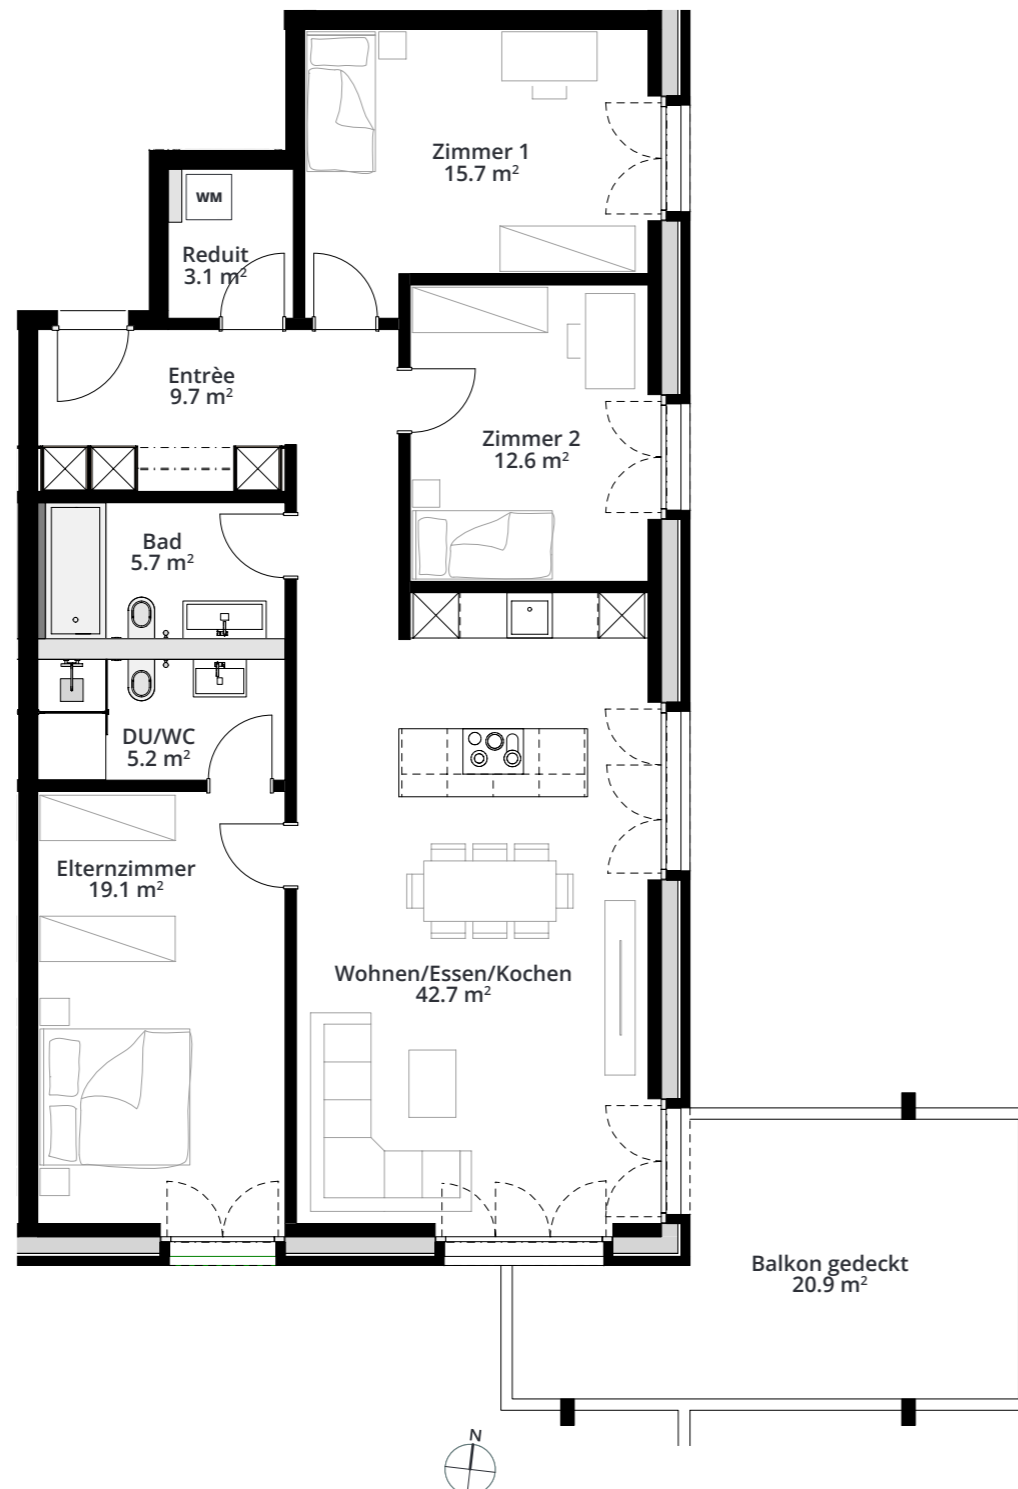 Zimmer 1
15.7 m²
WM
Reduit
3.1 m²
Entrèe
9.7 m²
Zimmer 2
12.6 m²
Bad
5.7 m²
DU/WC
5.2 m²
Elternzimmer
19.1 m²
Wohnen/Essen/Kochen
42.7 m²
Balkon gedeckt
20.9 m²
N